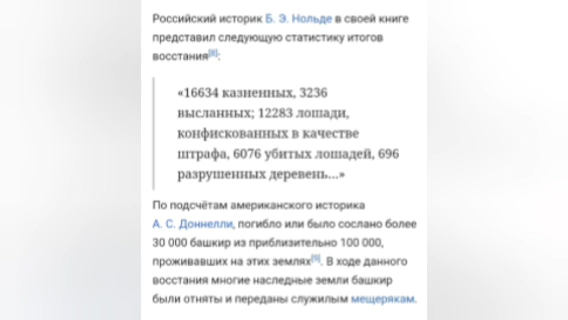 Российский историк Б. Э. Нольде в своей книге
представил следующую статистику итогов
восстания[8]:
«16634 казненных, 3236
высланных; 12283 лошади,
конфискованных в качестве
штрафа, 6076 убитых лошадей, 696
разрушенных деревень...»
По подсчётам американского историка
А. С. Доннелли, погибло или было сослано более
30 000 башкир из приблизительно 100 000,
проживавших на этих землях[9]. В ходе данного
восстания многие наследные земли башкир
были отняты и переданы служилым мещерякам.